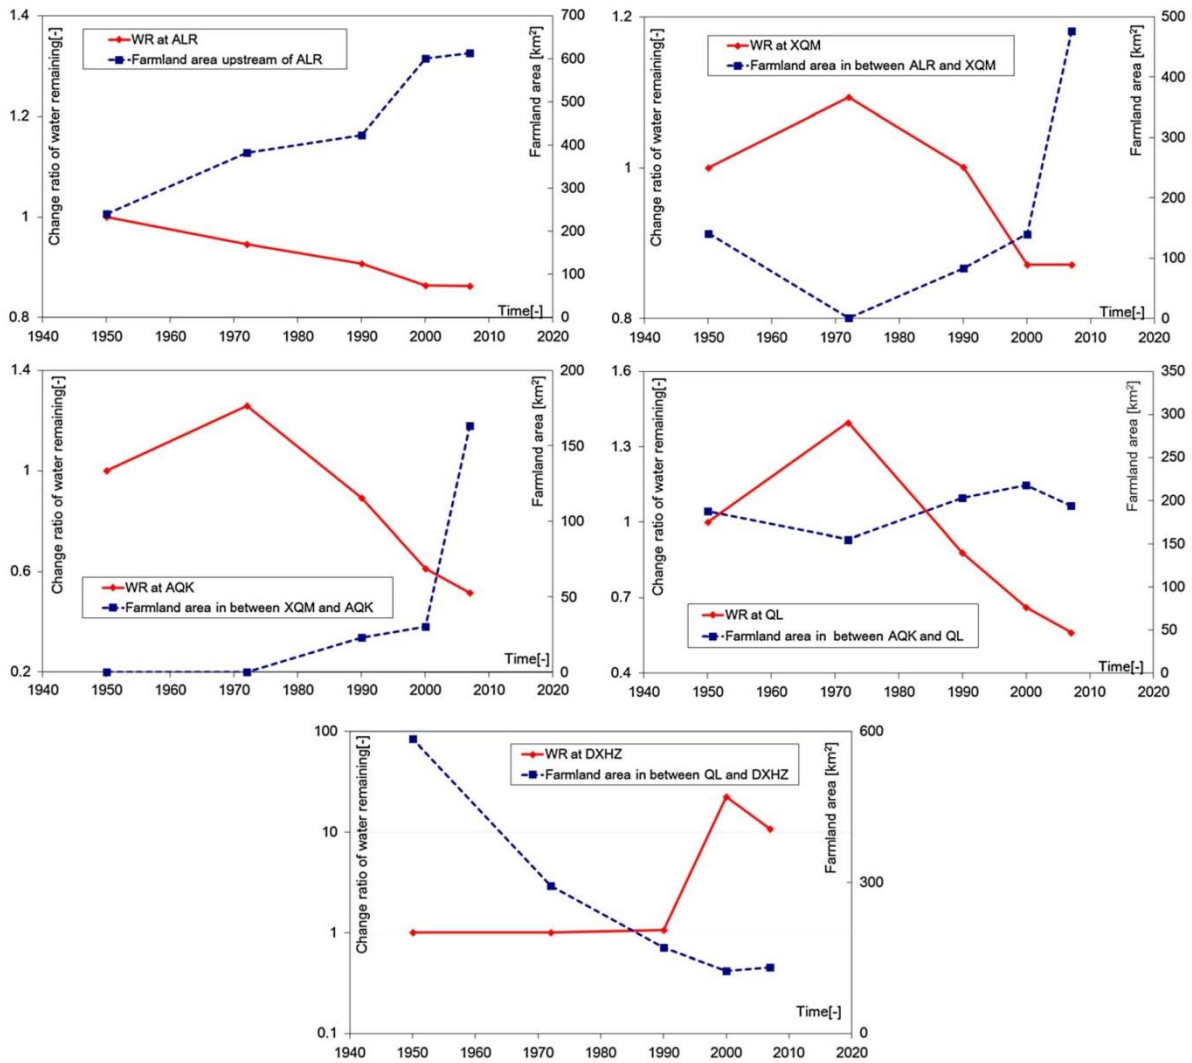 1.4
1.2
1
0.8
Change ratio of water remaining[-]
WR at ALR
Farmland area upstream of ALR
Farmland area [km²]
700
600
500
400
300
200
100
0
Time[-]
1940 1950 1960 1970 1980 1990 2000 2010 2020
1.2
1
0.8
Change ratio of water remaining[-]
WR at XQM
Farmland area in between ALR and XQM
Farmland area [km²]
500
400
300
200
100
0
Time[-]
1940 1950 1960 1970 1980 1990 2000 2010 2020
1.4
1
0.6
0.2
Change ratio of water remaining[-]
WR at AQK
Farmland area in between XQM and AQK
Farmland area [km²]
200
150
100
50
0
Time[-]
1940 1950 1960 1970 1980 1990 2000 2010 2020
1.6
1.3
1
0.7
0.4
Change ratio of water remaining[-]
WR at QL
Farmland area in between AQK and QL
Farmland area [km²]
350
300
250
200
150
100
50
0
Time[-]
1940 1950 1960 1970 1980 1990 2000 2010 2020
100
10
1
0.1
Change ratio of water remaining[-]
WR at DXHZ
Farmland area in between QL and DXHZ
Farmland area [km²]
600
300
0
Time[-]
1940 1950 1960 1970 1980 1990 2000 2010 2020